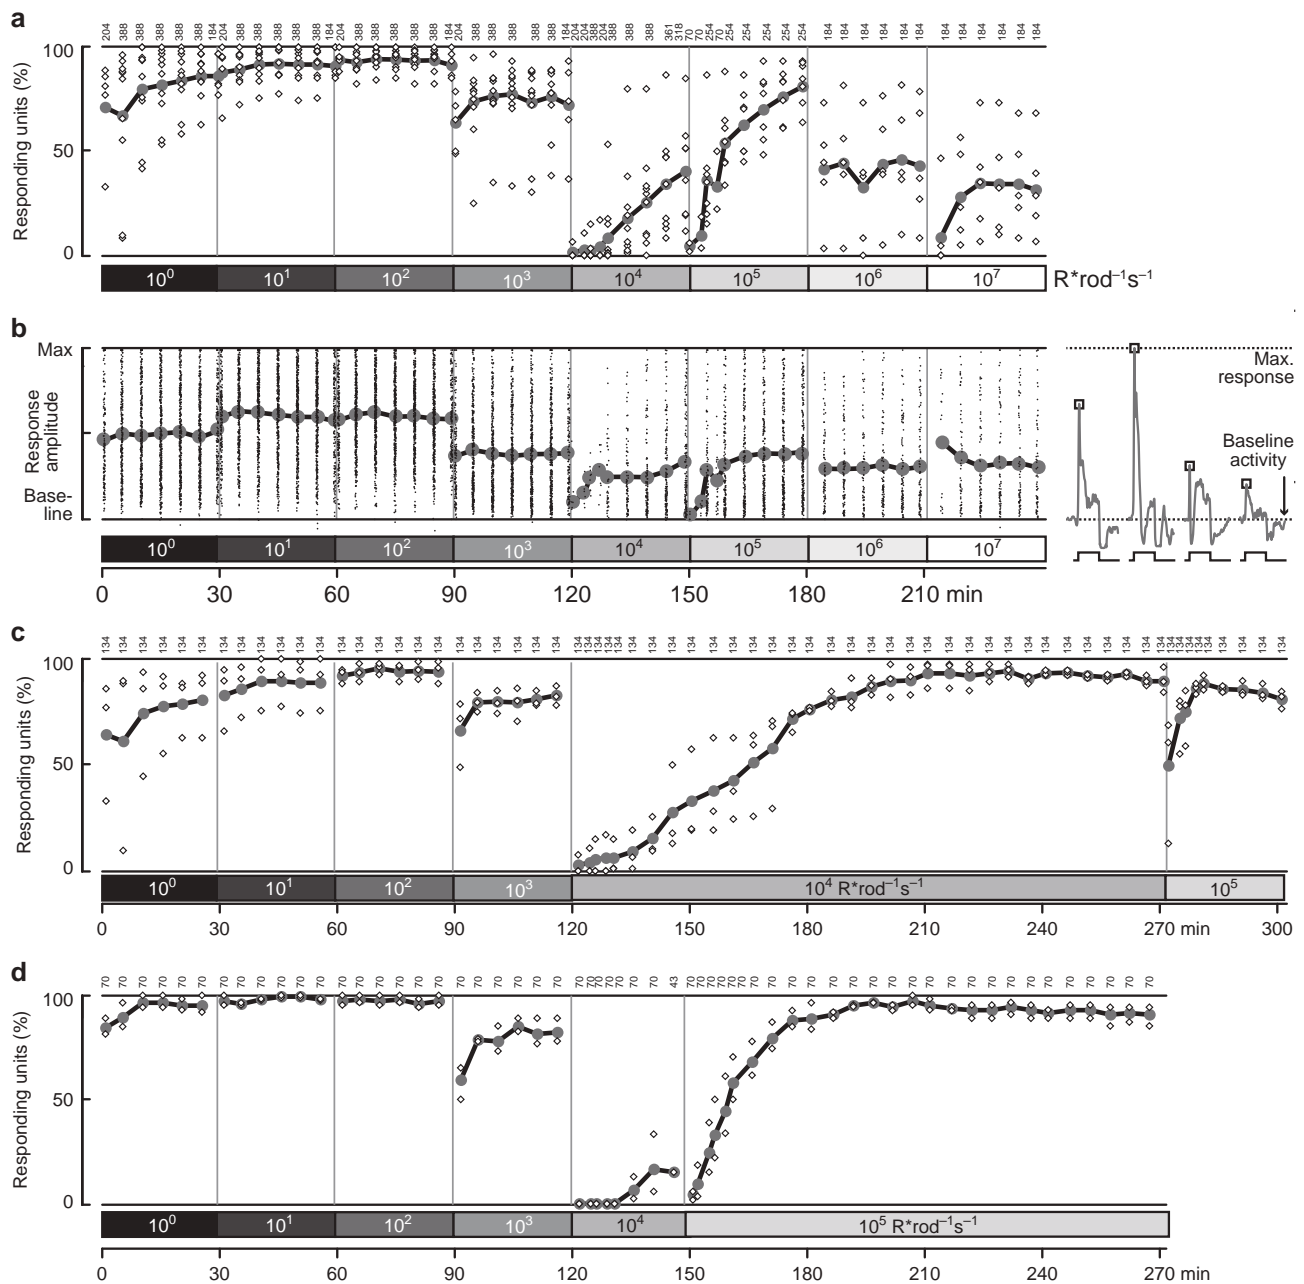 a
204 388 388 388 388 388 184 204 388 388 388 388 388 184 204 388 388 388 388 388 184 204 388 388 388 388 388 184 204 204 388 204 388 388 388 361 318 70 70 254 70 254 254 254 254 254 184 184 184 184 184 184 184 184 184 184 184 184
100
50
0
Responding units (%)
10⁰ 10¹ 10² 10³ 10⁴ 10⁵ 10⁶ 10⁷ R*rod⁻¹s⁻¹
b
Max
Response
amplitude
Base-
line
10⁰ 10¹ 10² 10³ 10⁴ 10⁵ 10⁶ 10⁷
0 30 60 90 120 150 180 210 min
Max.
response
Baseline
activity
c
100
50
0
Responding units (%)
10⁰ 10¹ 10² 10³ 10⁴ R*rod⁻¹s⁻¹ 10⁵
0 30 60 90 120 150 180 210 240 270 min 300
d
100
50
0
Responding units (%)
10⁰ 10¹ 10² 10³ 10⁴ 10⁵ R*rod⁻¹s⁻¹
0 30 60 90 120 150 180 210 240 270 min